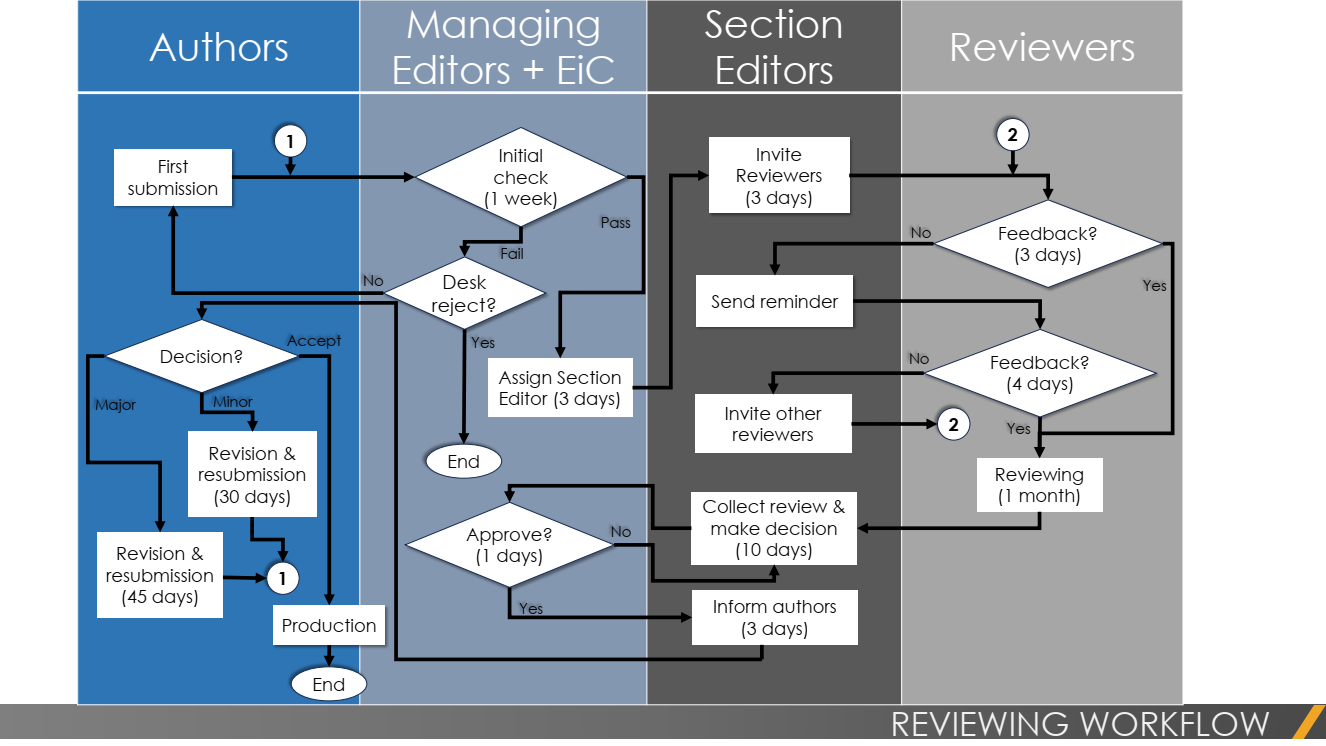 Authors
Managing
Editors + EiC
Section
Editors
Reviewers
1
First
submission
Initial
check
(1 week)
Pass
Fail
Desk
reject?
No
Yes
Assign Section
Editor (3 days)
End
Invite
Reviewers
(3 days)
2
Feedback?
(3 days)
No
Yes
Send reminder
Feedback?
(4 days)
No
Yes
Invite other
reviewers
2
Reviewing
(1 month)
Collect review &
make decision
(10 days)
Approve?
(1 days)
No
Yes
Inform authors
(3 days)
Decision?
Accept
Major
Minor
Revision &
resubmission
(30 days)
Revision &
resubmission
(45 days)
1
Production
End
REVIEWING WORKFLOW